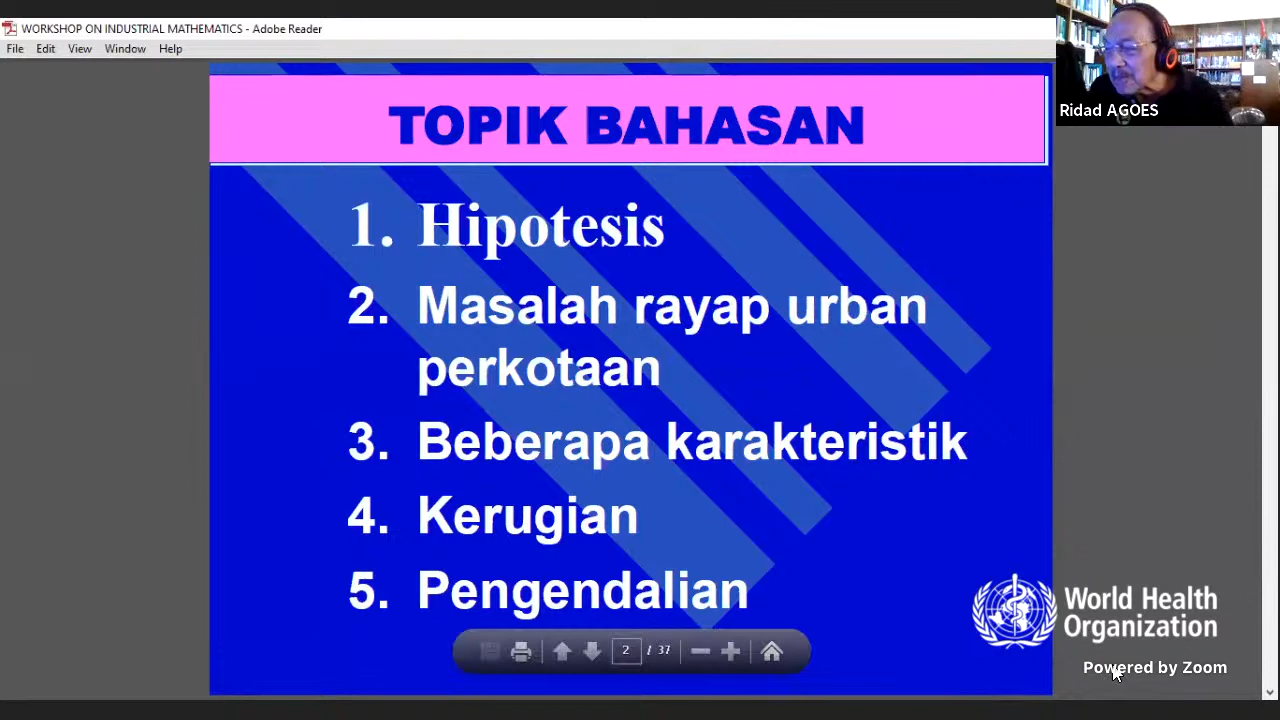 WORKSHOP ON INDUSTRIAL MATHEMATICS - Adobe Reader
File Edit View Window Help
Ridad AGOES
TOPIK BAHASAN
1. Hipotesis
2. Masalah rayap urban
perkotaan
3. Beberapa karakteristik
4. Kerugian
5. Pengendalian
2 / 37
World Health
Organization
Powered by Zoom